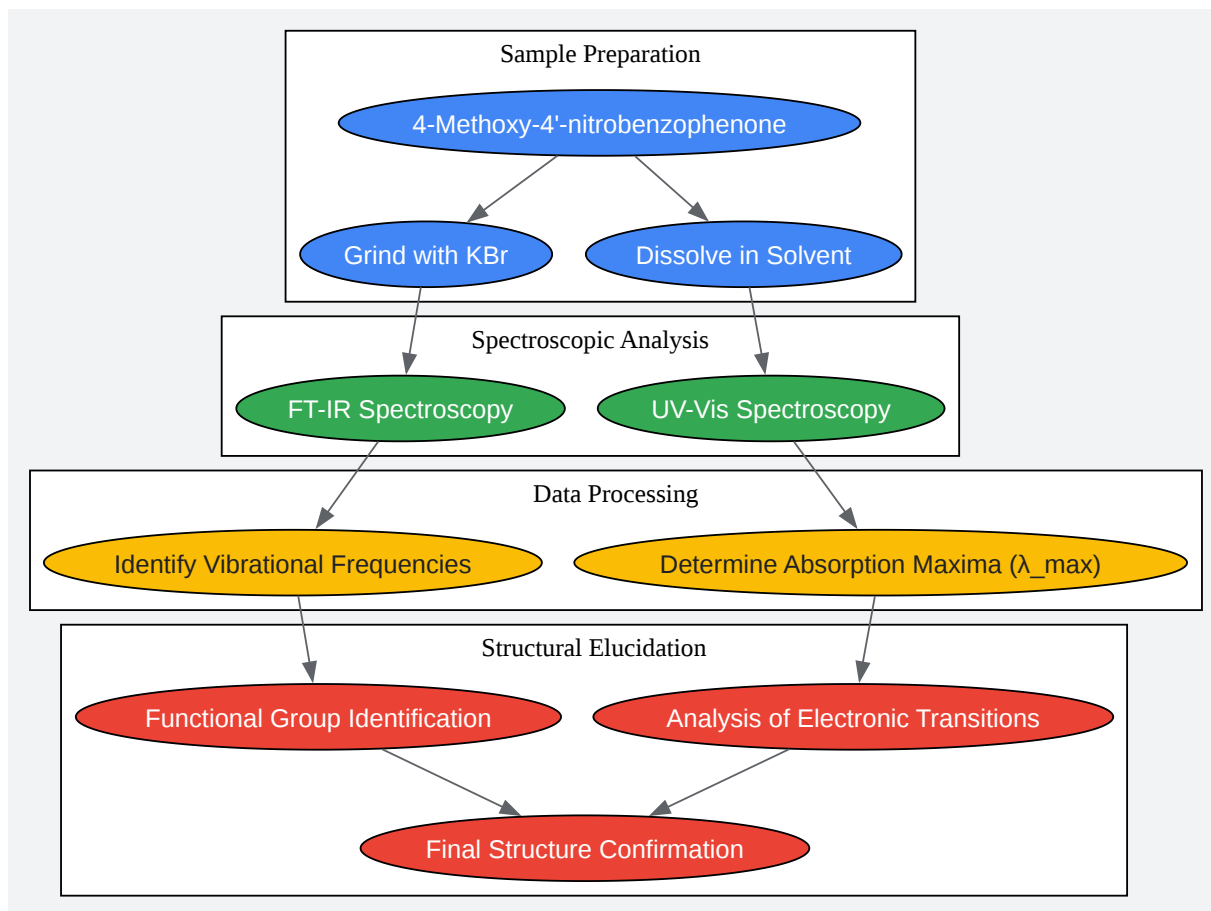 Sample Preparation
4-Methoxy-4'-nitrobenzophenone
Grind with KBr
Dissolve in Solvent
Spectroscopic Analysis
FT-IR Spectroscopy
UV-Vis Spectroscopy
Data Processing
Identify Vibrational Frequencies
Determine Absorption Maxima (λ_max)
Structural Elucidation
Functional Group Identification
Analysis of Electronic Transitions
Final Structure Confirmation